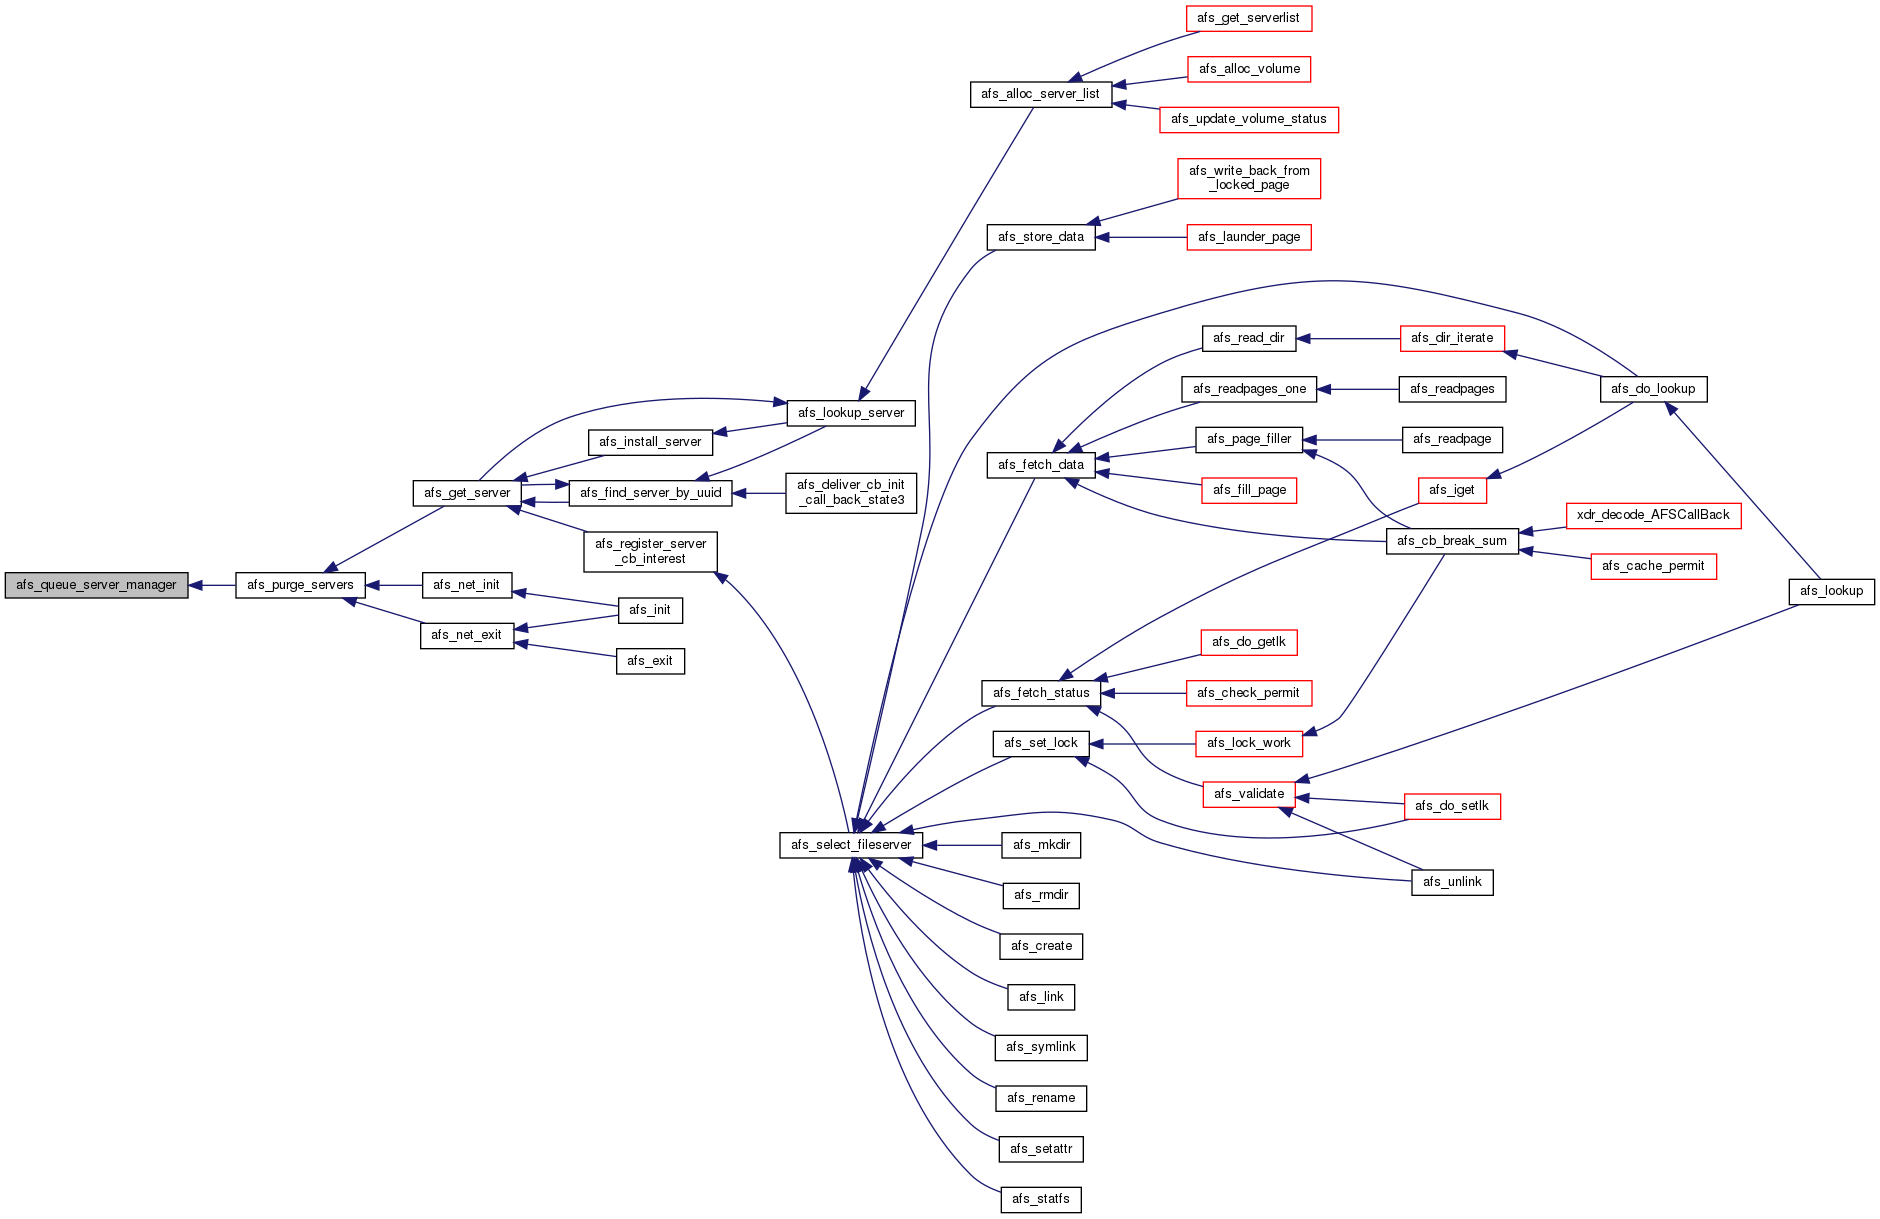 afs_get_serverlist
afs_alloc_volume
afs_alloc_server_list
afs_update_volume_status
afs_write_back_from
_locked_page
afs_store_data
afs_launder_page
afs_read_dir
afs_dir_iterate
afs_readpages_one
afs_readpages
afs_do_lookup
afs_lookup_server
afs_install_server
afs_page_filler
afs_readpage
afs_fetch_data
afs_get_server
afs_find_server_by_uuid
afs_deliver_cb_init
_call_back_state3
afs_fill_page
afs_iget
xdr_decode_AFSCallBack
afs_register_server
_cb_interest
afs_cb_break_sum
afs_cache_permit
afs_queue_server_manager
afs_purge_servers
afs_net_init
afs_lookup
afs_init
afs_net_exit
afs_exit
afs_do_getlk
afs_fetch_status
afs_check_permit
afs_set_lock
afs_lock_work
afs_validate
afs_do_setlk
afs_select_fileserver
afs_mkdir
afs_unlink
afs_rmdir
afs_create
afs_link
afs_symlink
afs_rename
afs_setattr
afs_statfs